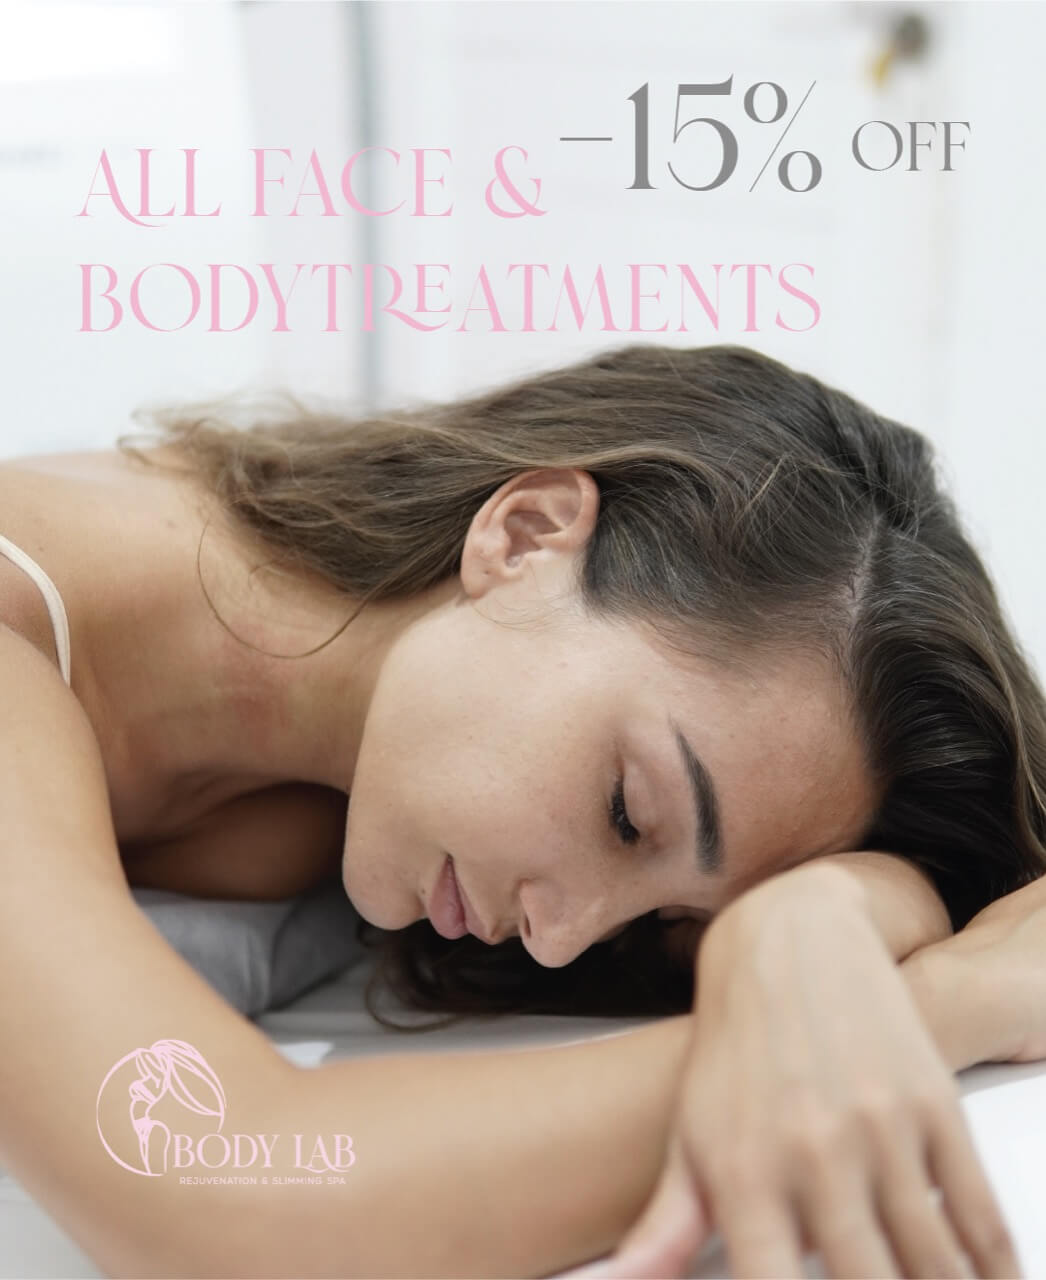 -15% OFF
ALL FACE &
BODYTREATMENTS
BODY LAB
REJUVENATION & SLIMMING SPA